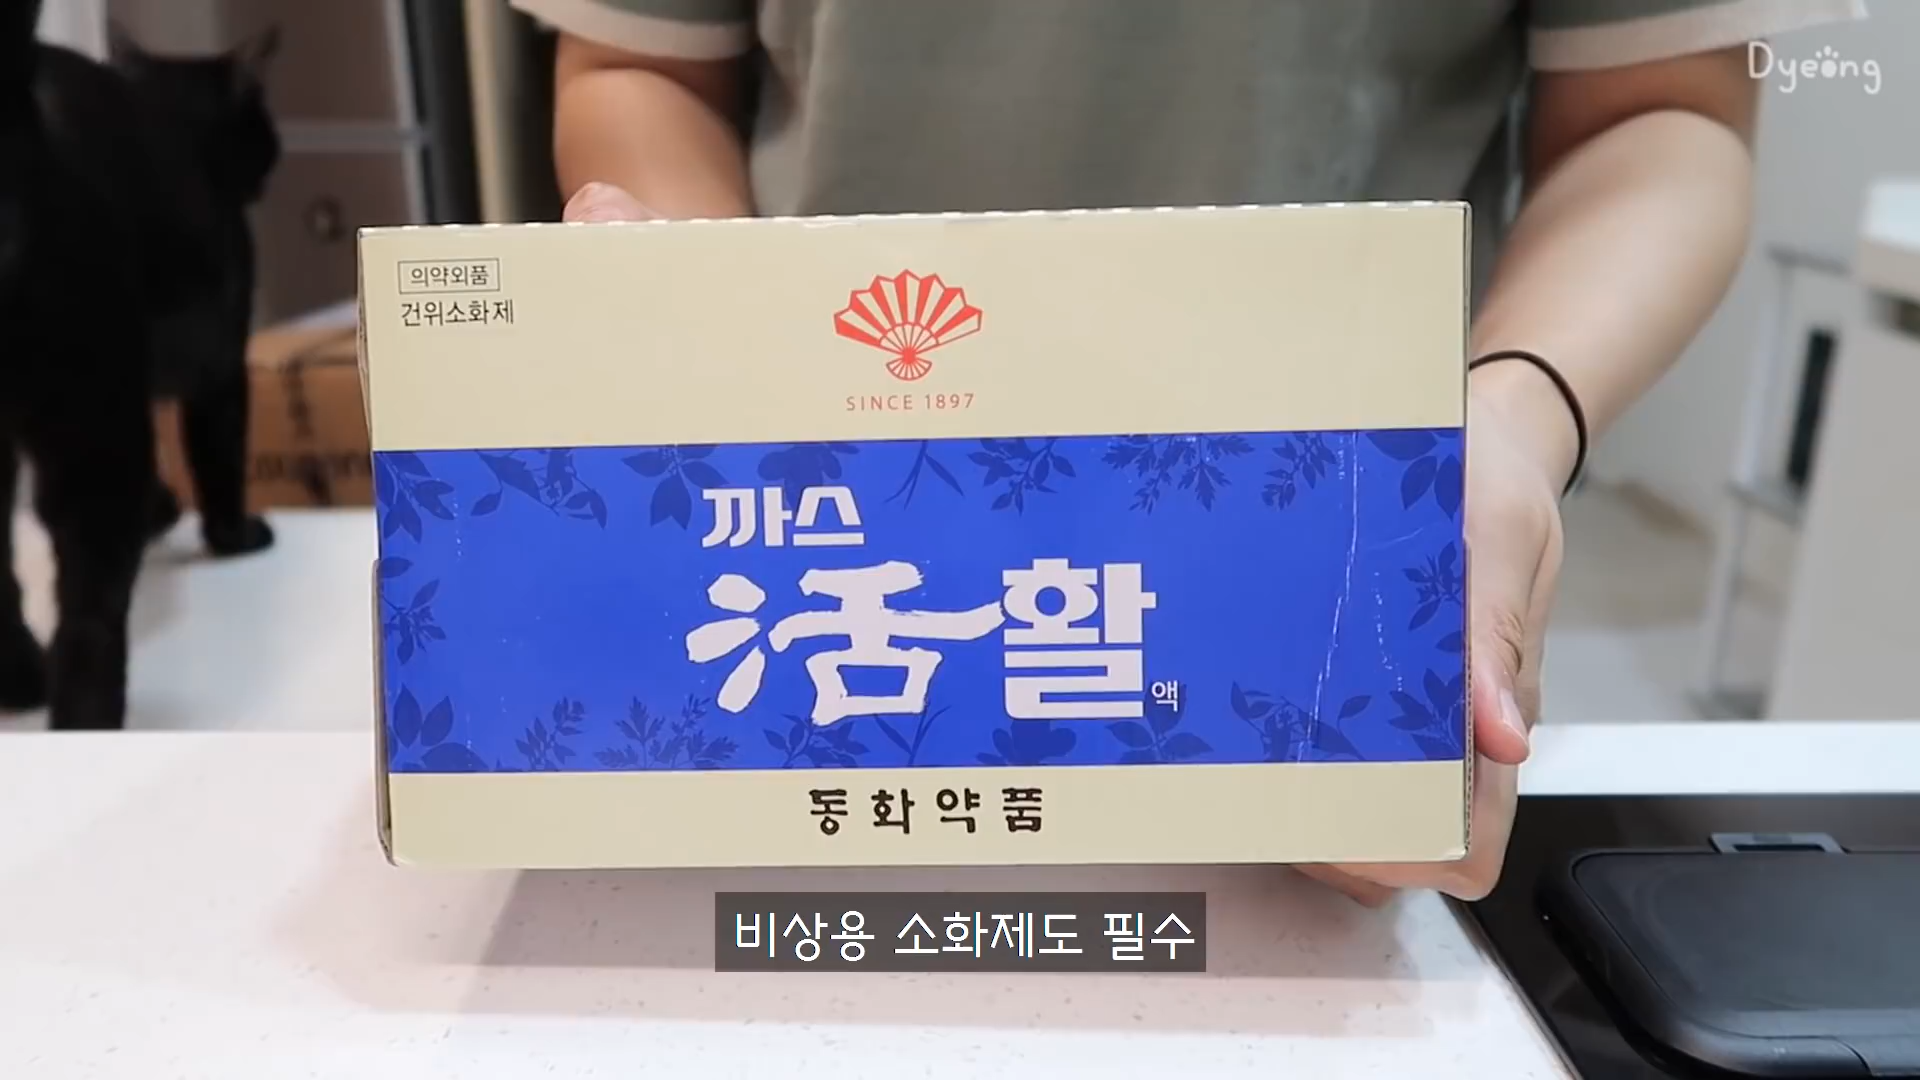 Dyeong
의약외품
건위소화제
SINCE 1897
까스
活활액
동화약품
비상용 소화제도 필수